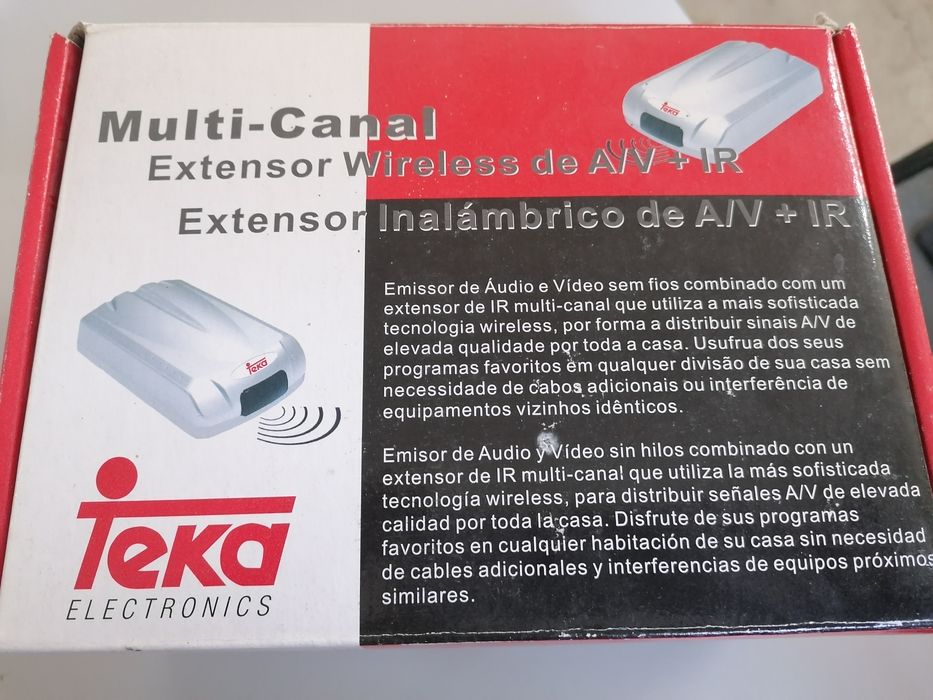 Multi-Canal
Extensor Wireless de A/V + IR
Extensor Inalámbrico de A/V + IR
Teka
Teka
Emissor de Áudio e Vídeo sem fios combinado com um
extensor de IR multi-canal que utiliza a mais sofisticada
tecnologia wireless, por forma a distribuir sinais A/V de
elevada qualidade por toda a casa. Usufrua dos seus
programas favoritos em qualquer divisão de sua casa sem
necessidade de cabos adicionais ou interferência de
equipamentos vizinhos idênticos.
Emisor de Audio y Vídeo sin hilos combinado con un
extensor de IR multi-canal que utiliza la más sofisticada
tecnología wireless, para distribuir señales A/V de elevada
calidad por toda la casa. Disfrute de sus programas
favoritos en cualquier habitación de su casa sin necesidad
de cables adicionales y interferencias de equipos próximos
similares.
Teka
ELECTRONICS